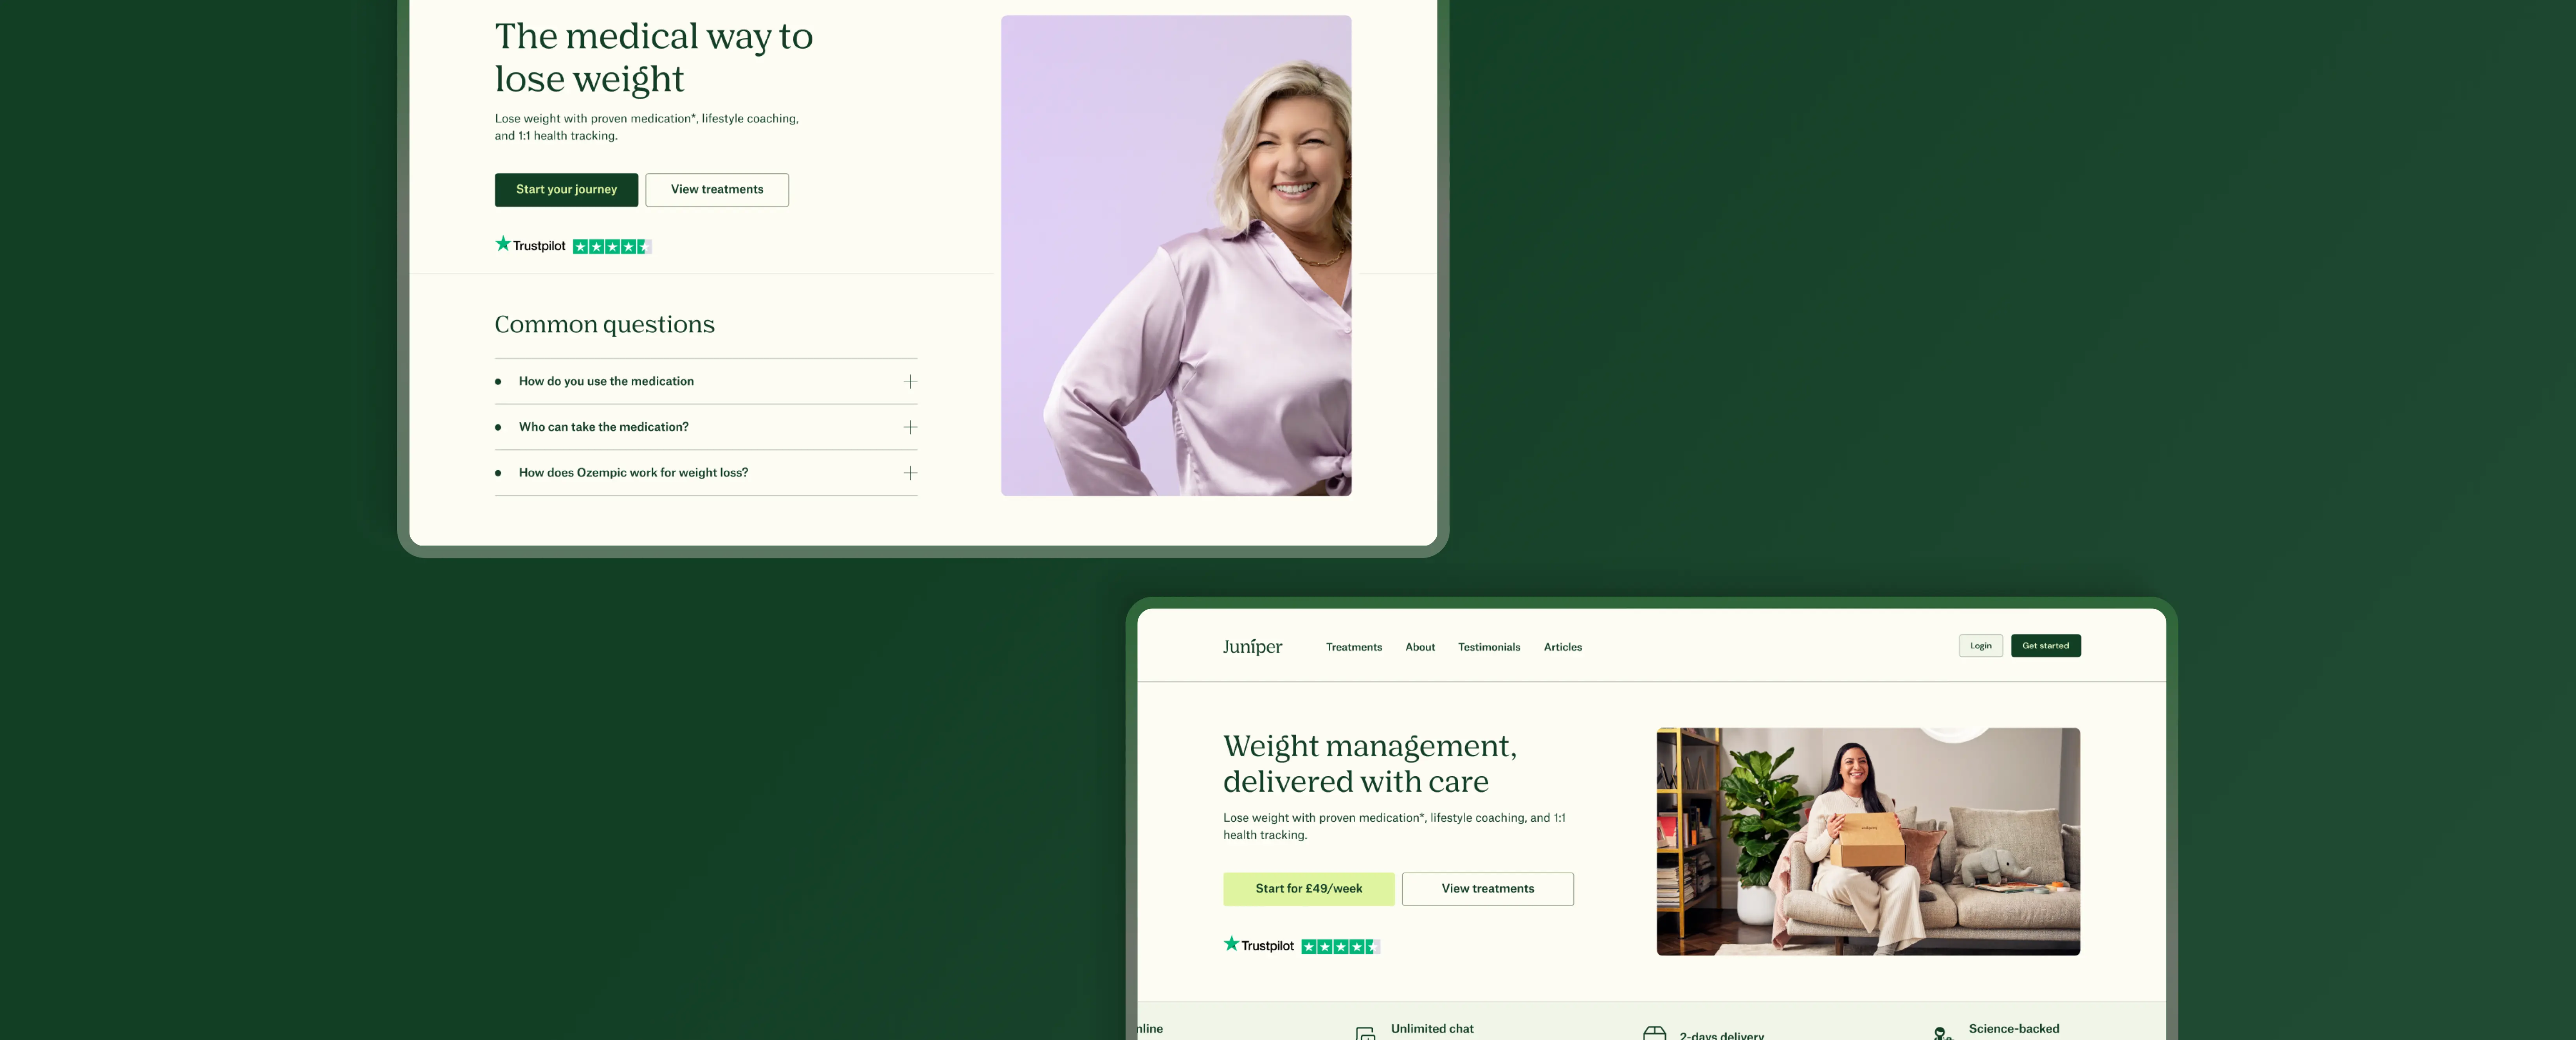 The medical way to
lose weight
Lose weight with proven medication*, lifestyle coaching,
and 1:1 health tracking.
Start your journey
View treatments
Trustpilot
Common questions
How do you use the medication
Who can take the medication?
How does Ozempic work for weight loss?
Juniper
Treatments
About
Testimonials
Articles
Login
Get started
Weight management,
delivered with care
Lose weight with proven medication*, lifestyle coaching, and 1:1
health tracking.
Start for £49/week
View treatments
Trustpilot
nline
Unlimited chat
2-days delivery
Science-backed